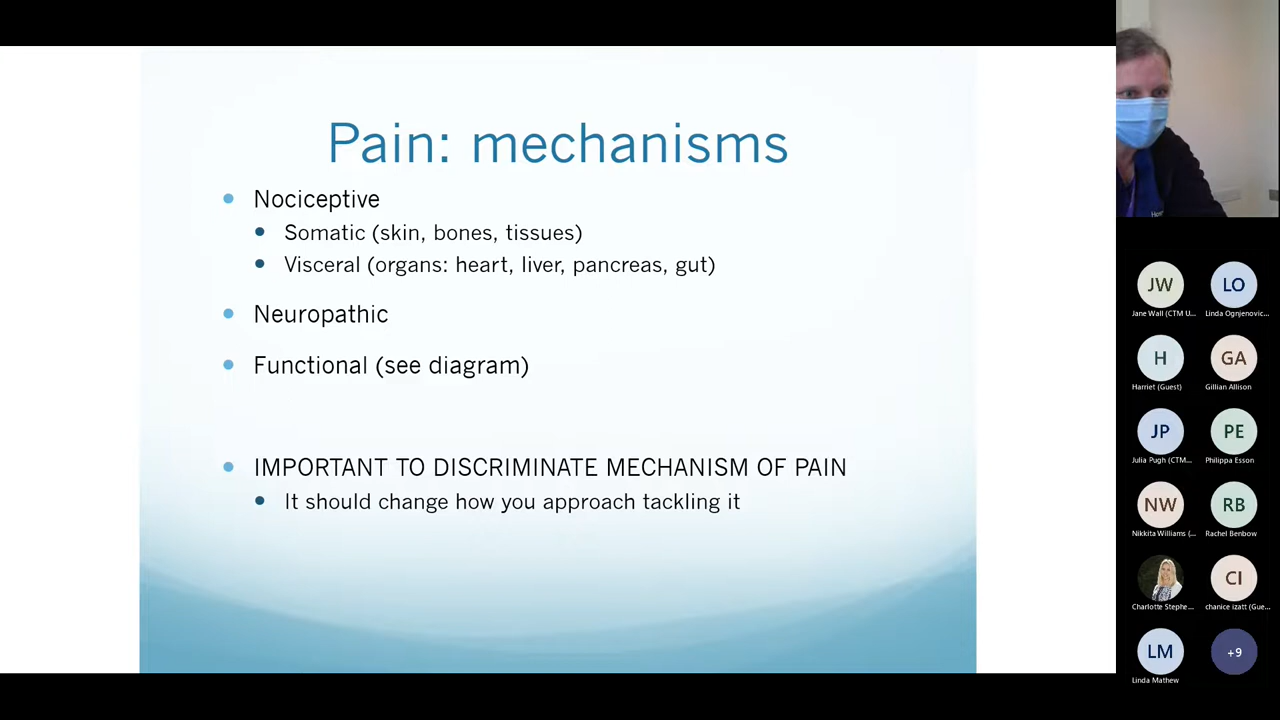 Pain: mechanisms
Nociceptive
Somatic (skin, bones, tissues)
Visceral (organs: heart, liver, pancreas, gut)
Neuropathic
Functional (see diagram)
IMPORTANT TO DISCRIMINATE MECHANISM OF PAIN
It should change how you approach tackling it
JW
LO
Jane Wall (CTM U...
Linda Ognjenovic...
H
GA
Harriet (Guest)
Gillian Allison
JP
PE
Julia Pugh (CTM...
Philippa Esson
NW
RB
Nikkita Williams (...
Rachel Benbow
CI
Charlotte Stephe...
chanice izatt (Gue...
LM
+9
Linda Mathew